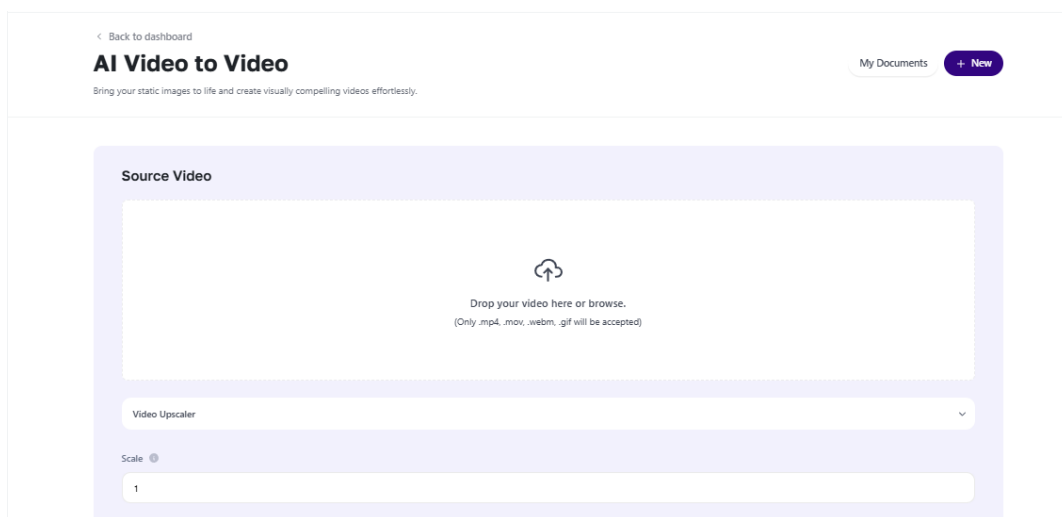 Back to dashboard
AI Video to Video
My Documents
+ New
Bring your static images to life and create visually compelling videos effortlessly.
Source Video
Drop your video here or browse.
(Only .mp4, .mov, .webm, .gif will be accepted)
Video Upscaler
Scale
1